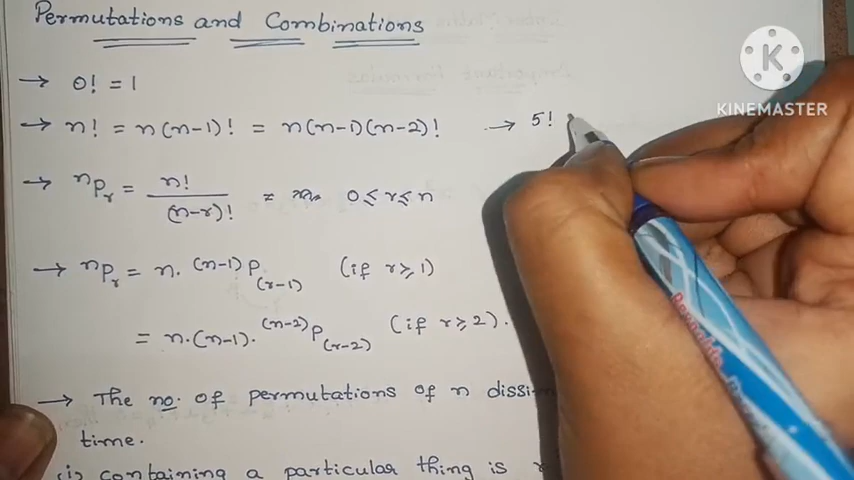 Permutations and Combinations
→ 0! = 1
→ n! = n(n-1)! = n(n-1)(n-2)! → 5!
→ ⁿPᵣ = n!/(n-r)! = 0 ≤ r ≤ n
→ ⁿPᵣ = n. ⁽ⁿ⁻¹⁾P₍ᵣ₋₁₎ (if r ≥ 1)
= n.(n-1). ⁽ⁿ⁻²⁾P₍ᵣ₋₂₎ (if r ≥ 2).
→ The no. of permutations of n dissi
time.
(i) containing a particular thing is
K
KINEMASTER